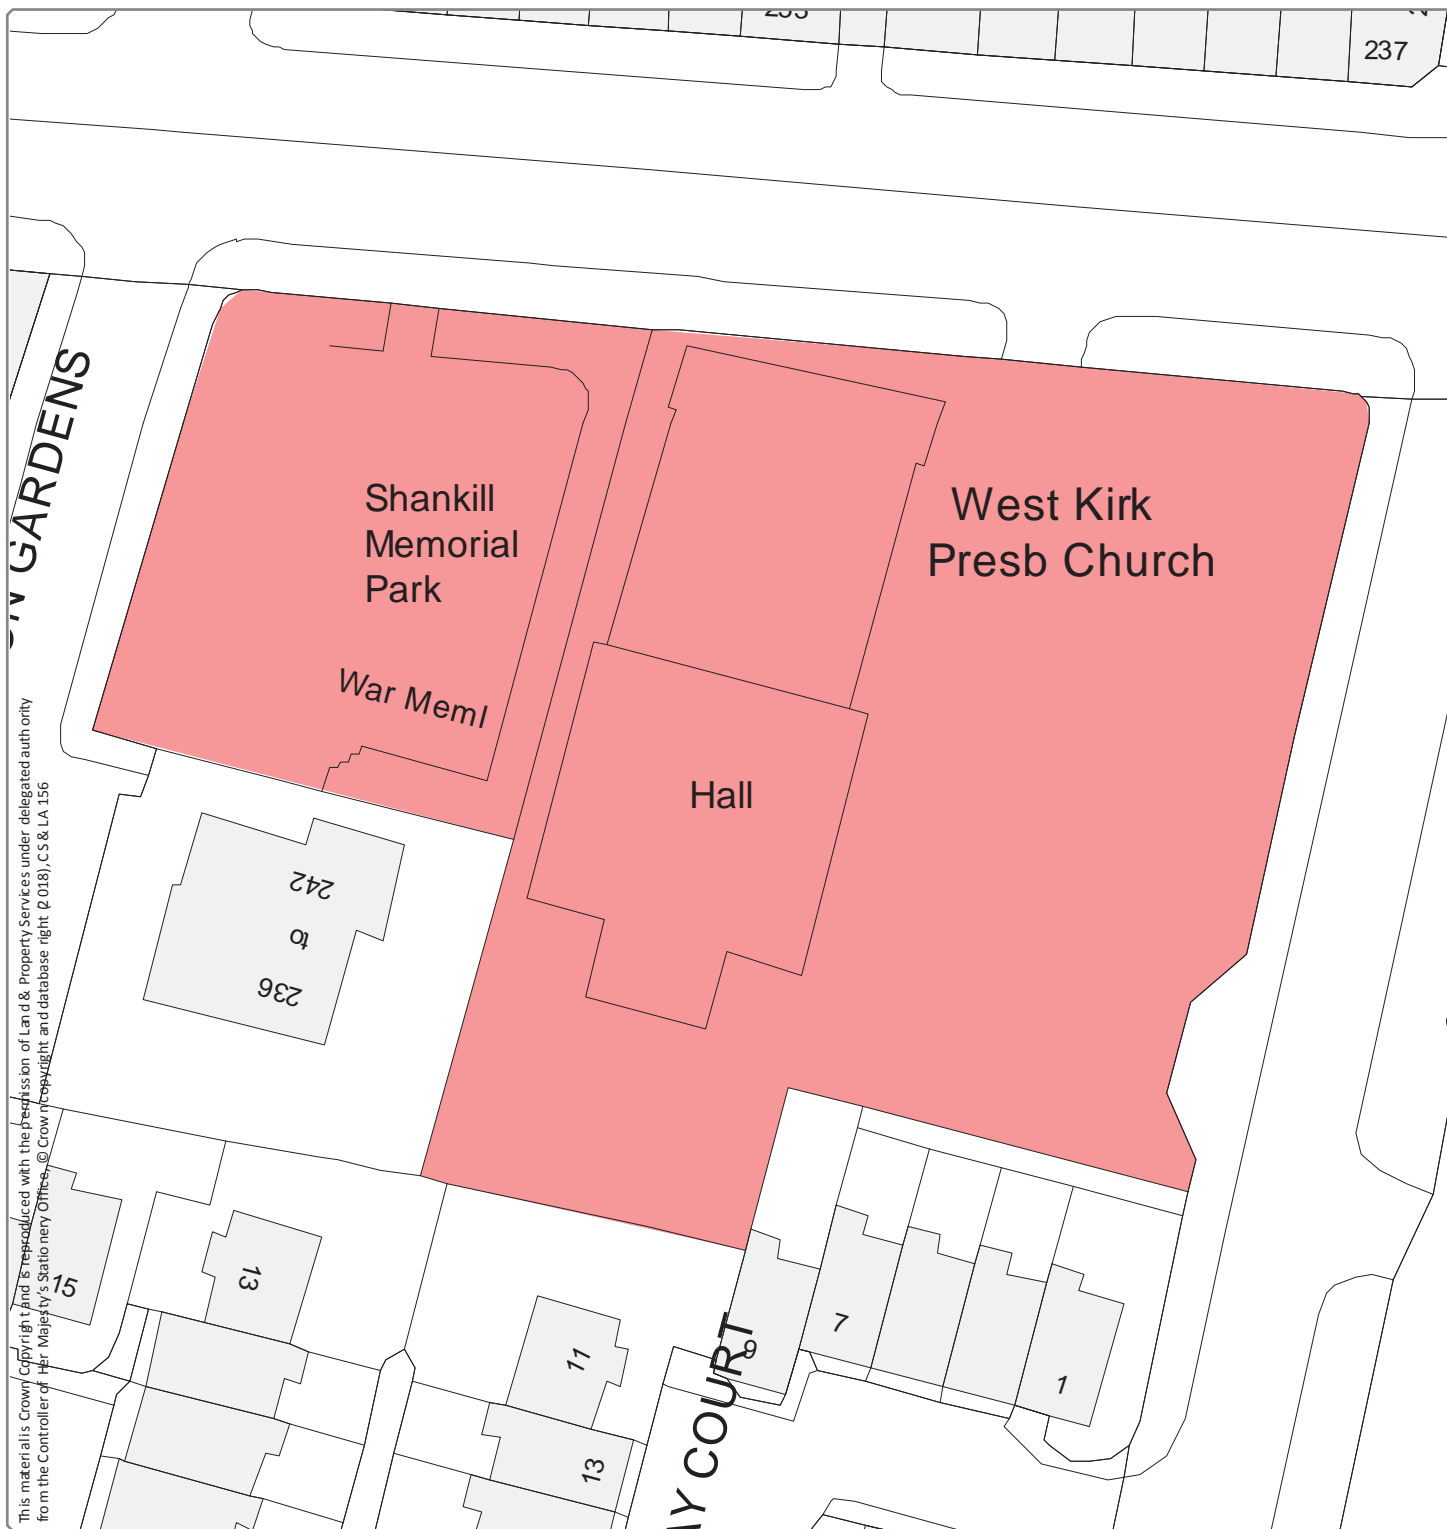 237
GARDENS
Shankill
Memorial
Park
West Kirk
Presb Church
War Meml
Hall
242
to
236
15
13
11
13
9
7
1
COURT
This material is Crown Copyright and is reproduced with the permission of Land & Property Services under delegated authority
from the Controller of Her Majesty's Stationery Office, © Crown copyright and database right (2018), CS & LA 156